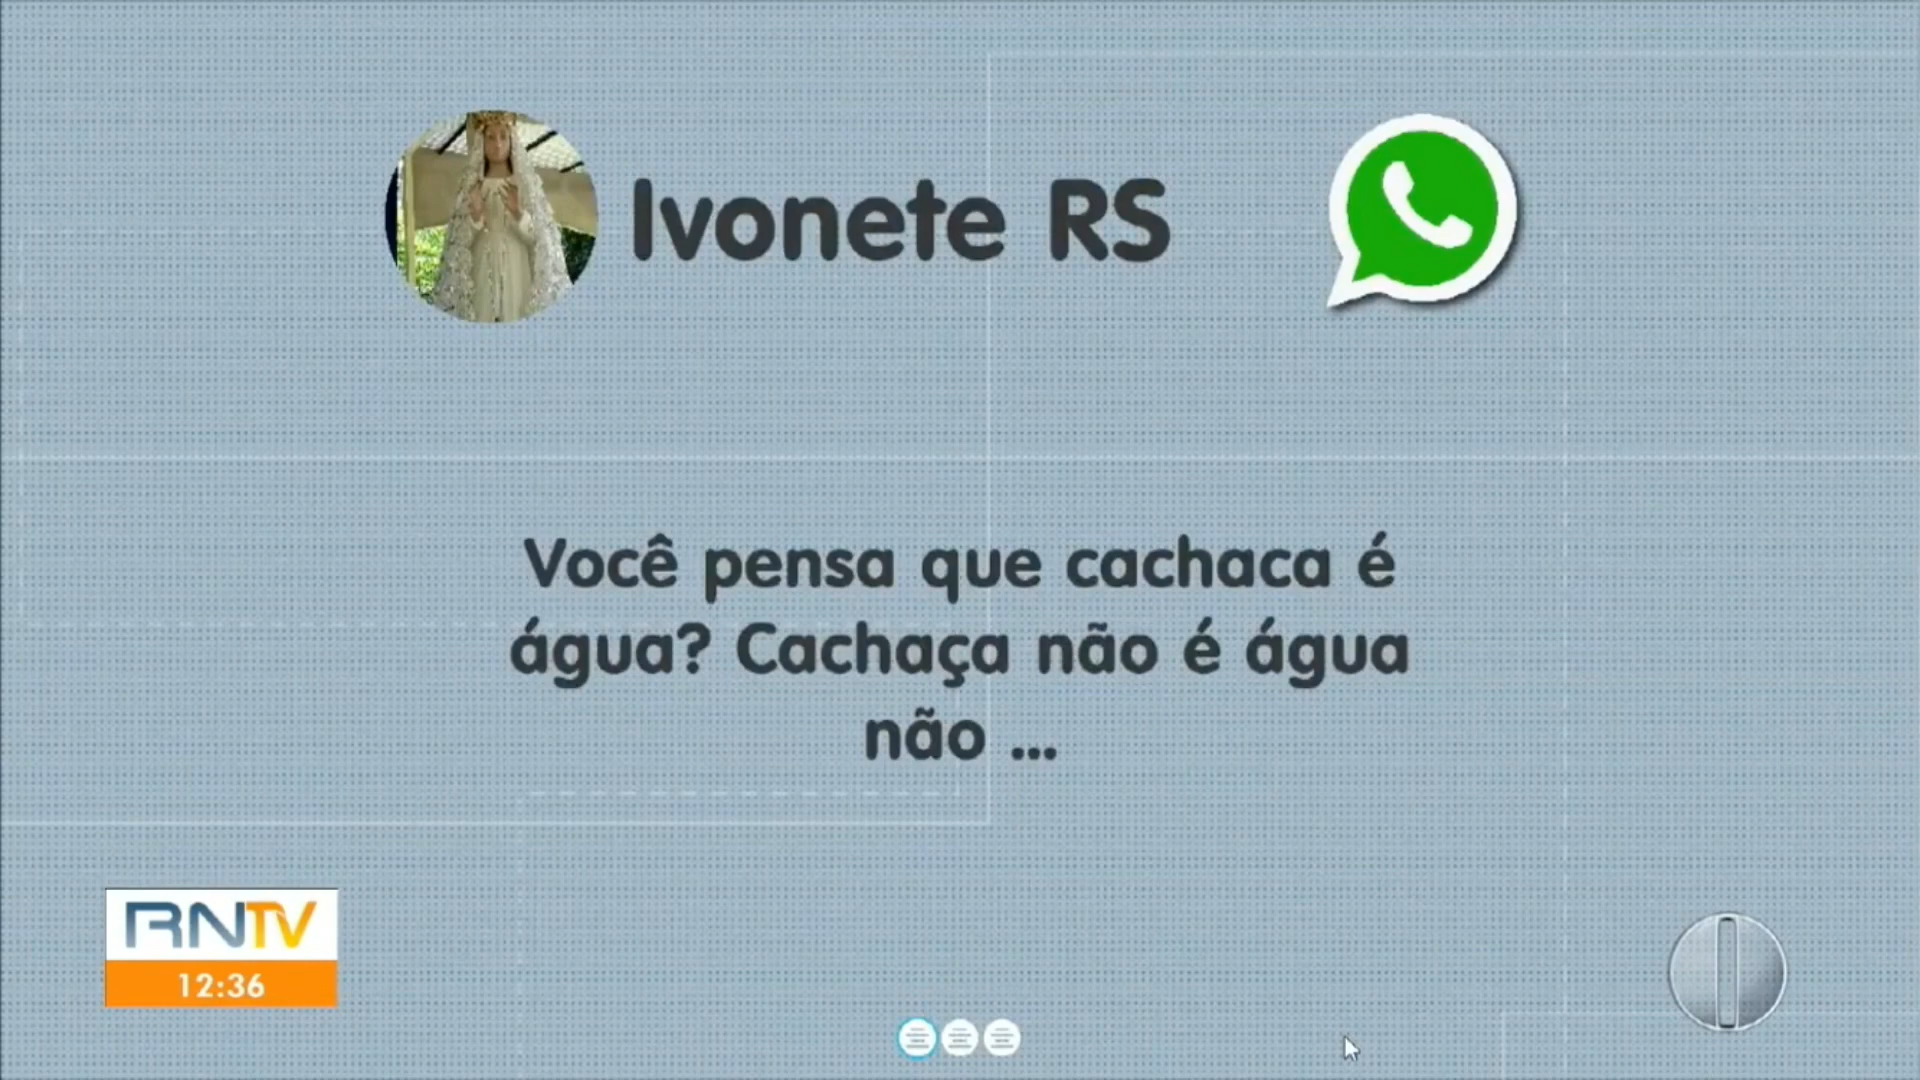 Ivonete RS
Você pensa que cachaca é
água? Cachaça não é água
não ...
RNTV
12:36